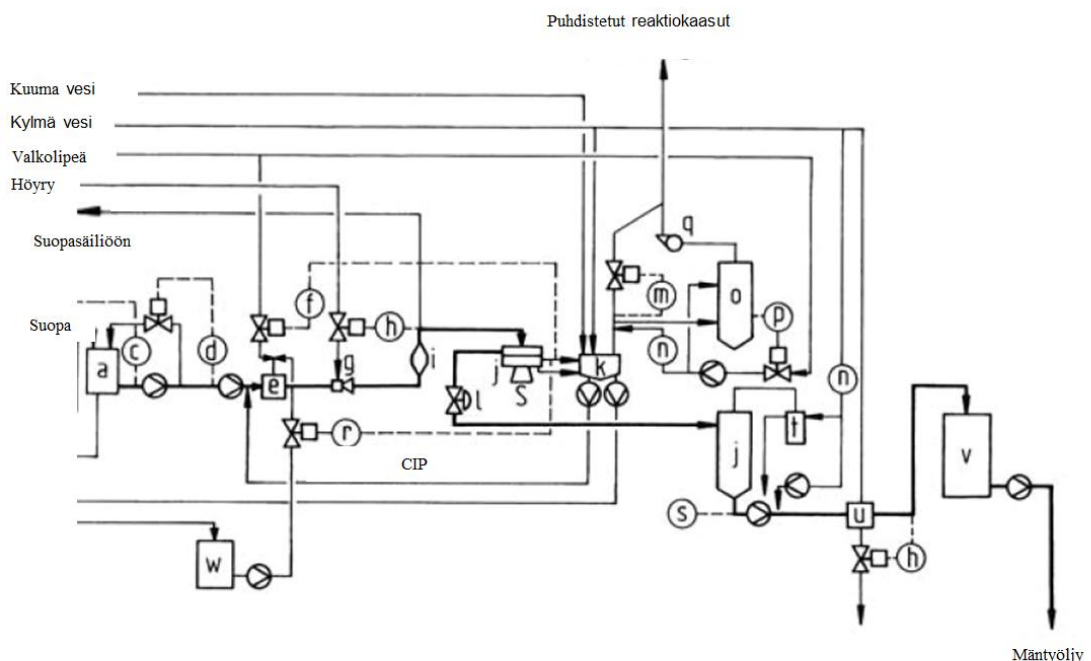 Puhdistetut reaktiokaasut
Kuuma vesi
Kylmä vesi
Valkolipeä
Höyry
Suopasäiliöön
Suopa
q
f
m
o
h
p
c
d
n
i
j
k
a
g
S
n
e
l
t
r
j
v
CIP
s
u
w
h
Mäntyöljy